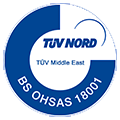 TÜV NORD
TÜV Middle East
BS OHSAS 18001